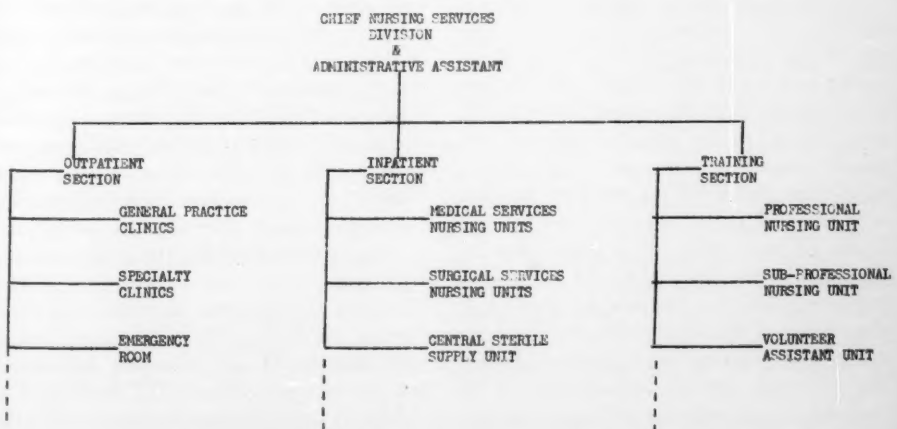 CHIEF NURSING SERVICES
DIVISION
&
ADMINISTRATIVE ASSISTANT
OUTPATIENT
SECTION
GENERAL PRACTICE
CLINICS
SPECIALTY
CLINICS
EMERGENCY
ROOM
INPATIENT
SECTION
MEDICAL SERVICES
NURSING UNITS
SURGICAL SERVICES
NURSING UNITS
CENTRAL STERILE
SUPPLY UNIT
TRAINING
SECTION
PROFESSIONAL
NURSING UNIT
SUB-PROFESSIONAL
NURSING UNIT
VOLUNTEER
ASSISTANT UNIT